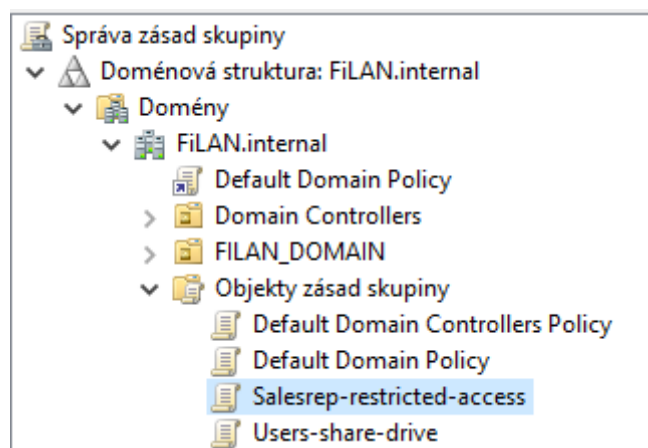 Správa zásad skupiny
Doménová struktura: FiLAN.internal
Domény
FiLAN.internal
Default Domain Policy
Domain Controllers
FILAN_DOMAIN
Objekty zásad skupiny
Default Domain Controllers Policy
Default Domain Policy
Salesrep-restricted-access
Users-share-drive